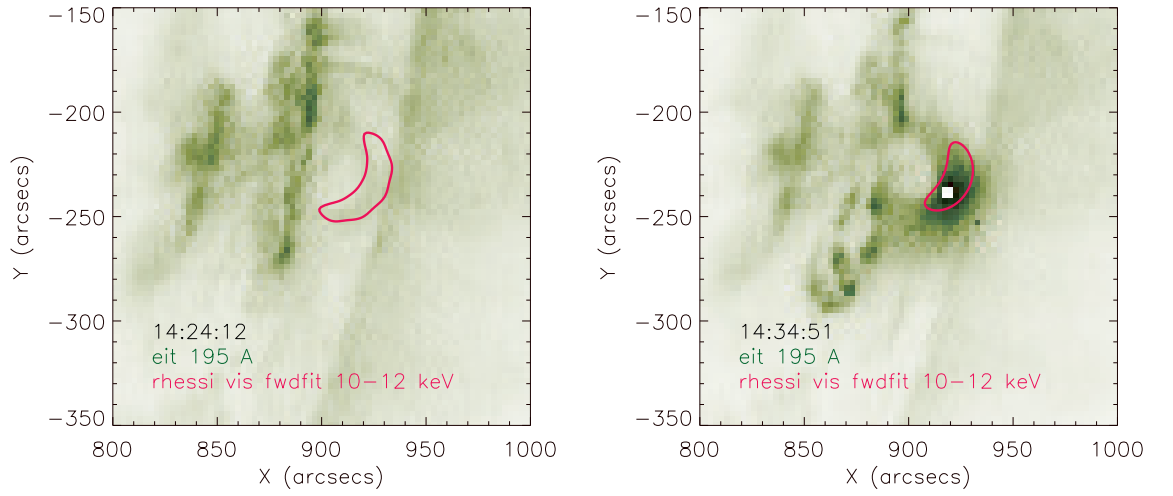 −150
−200
−250
−300
−350
Y (arcsecs)
14:24:12
eit 195 A
rhessi vis fwdfit 10−12 keV
800 850 900 950 1000
X (arcsecs)
−150
−200
−250
−300
−350
Y (arcsecs)
14:34:51
eit 195 A
rhessi vis fwdfit 10−12 keV
800 850 900 950 1000
X (arcsecs)